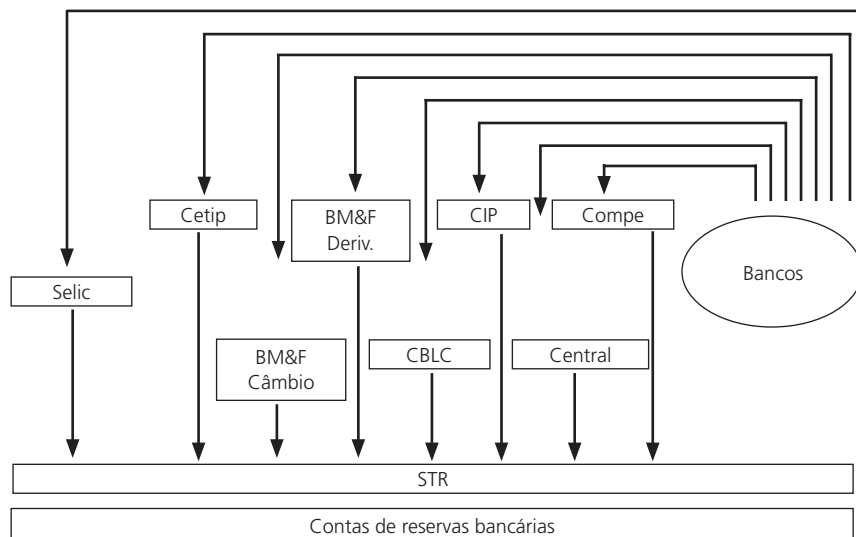 Cetip
BM&F
Deriv.
CIP
Compe
Bancos
Selic
BM&F
Câmbio
CBLC
Central
STR
Contas de reservas bancárias